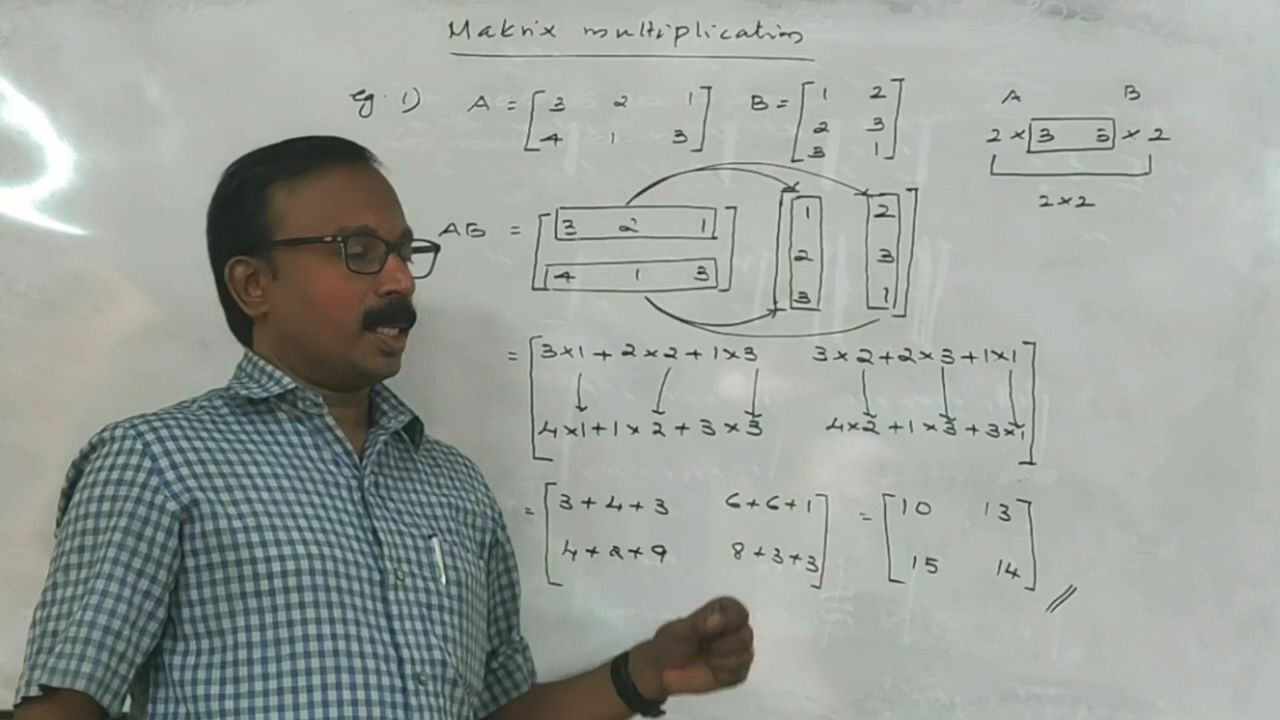 Matrix multiplication
eg. 1) A = [ 3 2 1 B = [ 1 2
4 1 3 ] 2 3
3 1 ]
A B
2 × 3 3 × 2
2×2
AB = [ 3 2 1 [ 1 2
4 1 3 ] 2 3
3 1 ]
= [ 3×1 + 2×2 + 1×3 3×2+2×3+1×1
4×1+1×2+3×3 4×2+1×3+3×1 ]
= [ 3+4+3 6+6+1 = [ 10 13
4+2+9 8+3+3 ] 15 14 ] //